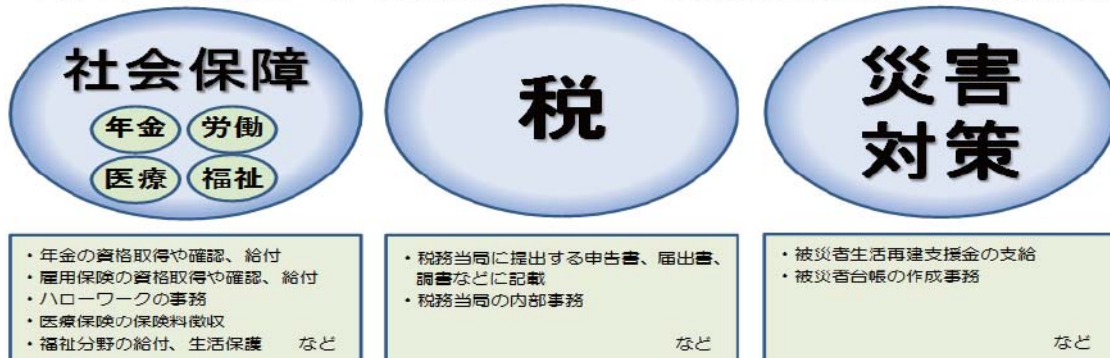 社会保障
年金 労働
医療 福祉
・年金の資格取得や確認、給付
・雇用保険の資格取得や確認、給付
・ハローワークの事務
・医療保険の保険料徴収
・福祉分野の給付、生活保護 など
税
・税務当局に提出する申告書、届出書、
調書などに記載
・税務当局の内部事務
など
災害
対策
・被災者生活再建支援金の支給
・被災者台帳の作成事務
など